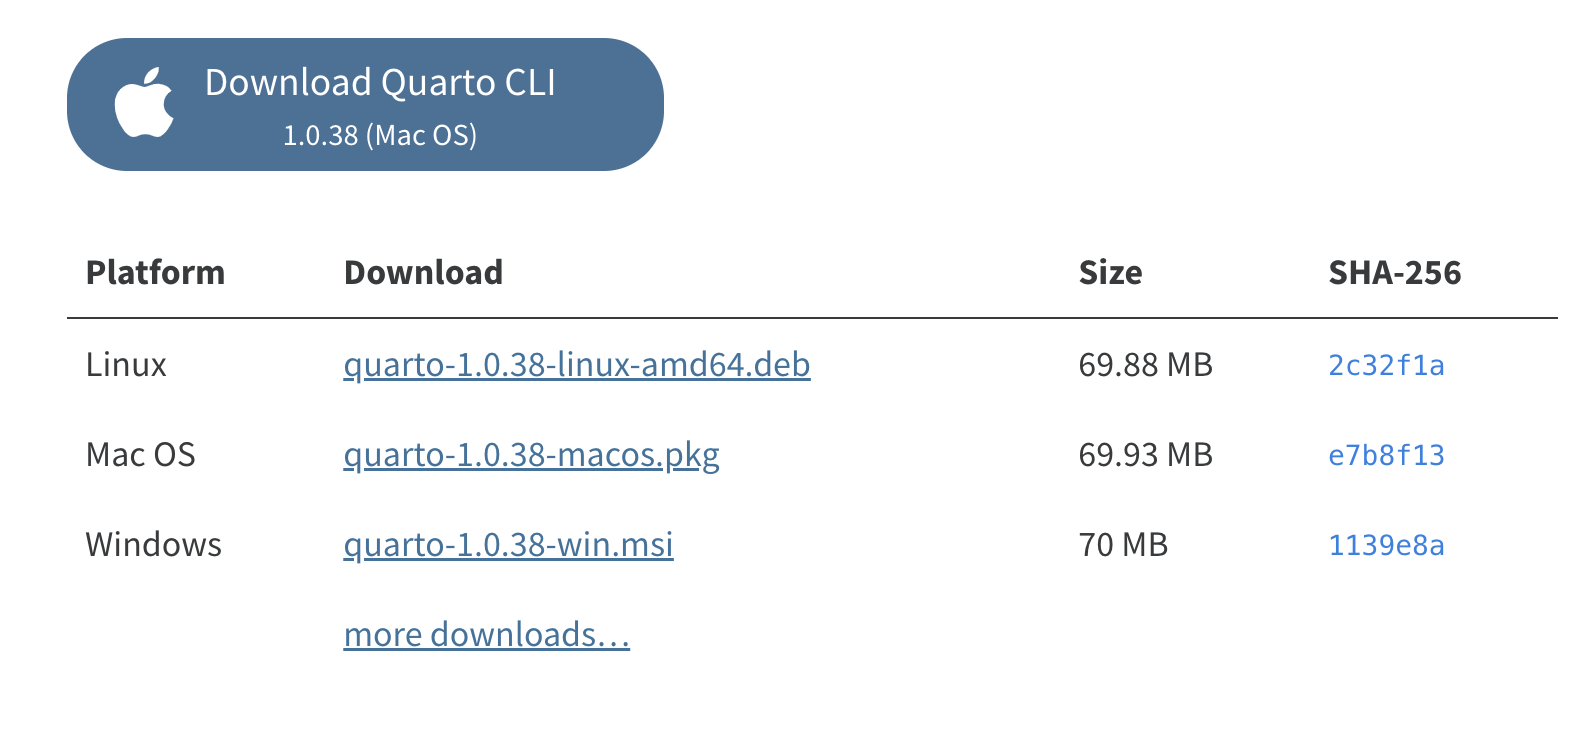 Download Quarto CLI
1.0.38 (Mac OS)
Platform Download Size SHA-256
Linux quarto-1.0.38-linux-amd64.deb 69.88 MB 2c32f1a
Mac OS quarto-1.0.38-macos.pkg 69.93 MB e7b8f13
Windows quarto-1.0.38-win.msi 70 MB 1139e8a
more downloads…